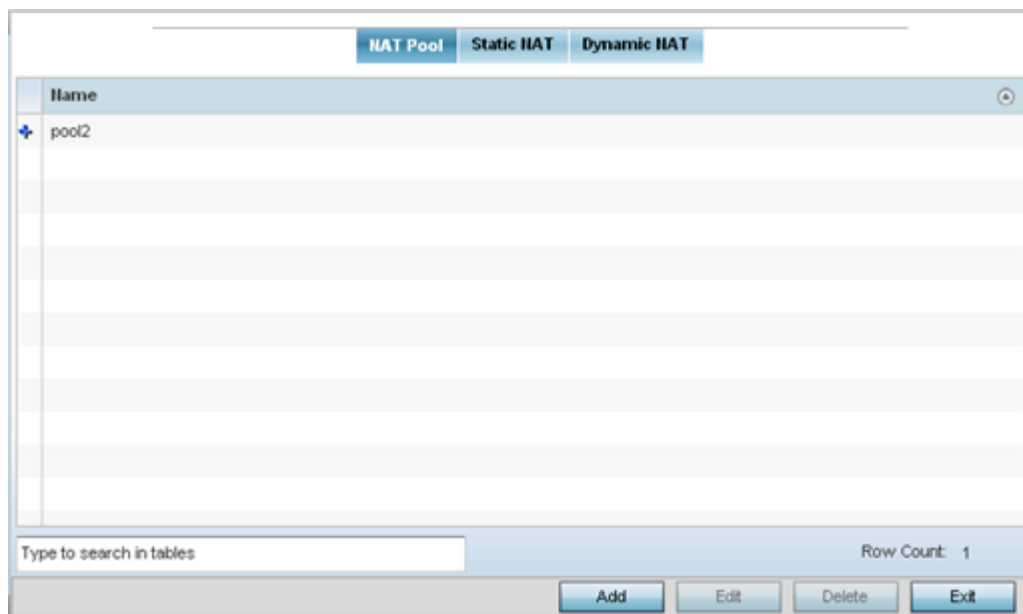 NAT Pool Static NAT Dynamic NAT
Name
pool2
Type to search in tables Row Count: 1
Add Edit Delete Exit